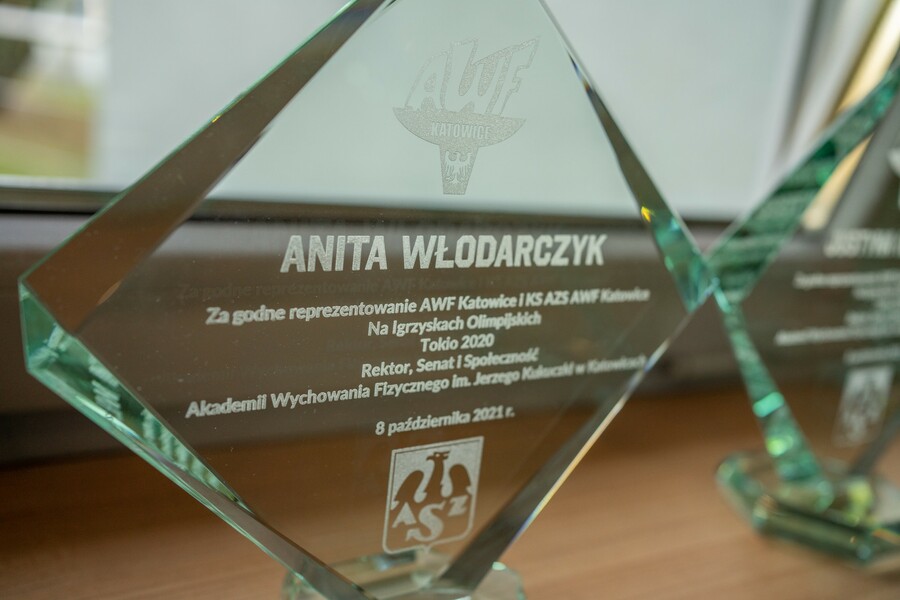 AWF
KATOWICE
ANITA WŁODARCZYK
Za godne reprezentowanie AWF Katowice i KS AZS AWF Katowice
Na Igrzyskach Olimpijskich
Tokio 2020
Rektor, Senat i Społeczność
Akademii Wychowania Fizycznego im. Jerzego Kukuczki w Katowicach
8 października 2021 r.
AZS